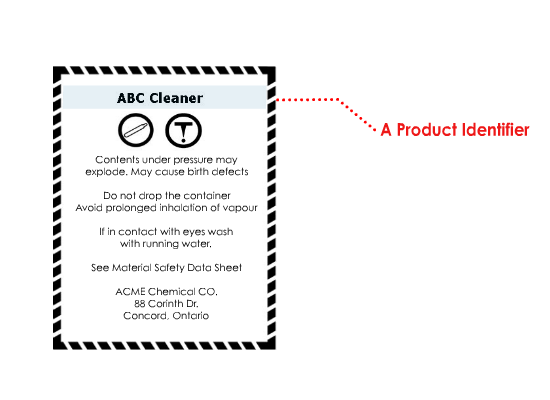 ABC Cleaner
A Product Identifier
Contents under pressure may
explode. May cause birth defects
Do not drop the container
Avoid prolonged inhalation of vapour
If in contact with eyes wash
with running water.
See Material Safety Data Sheet
ACME Chemical CO.
88 Corinth Dr.
Concord, Ontario